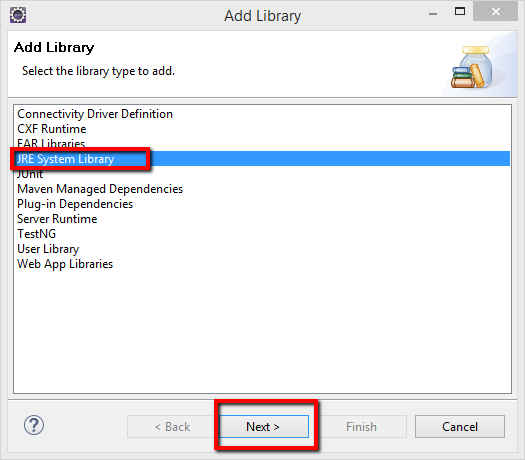 Add Library
Add Library
Select the library type to add.
Connectivity Driver Definition
CXF Runtime
EAR Libraries
JRE System Library
JUnit
Maven Managed Dependencies
Plug-in Dependencies
Server Runtime
TestNG
User Library
Web App Libraries
? < Back Next > Finish Cancel